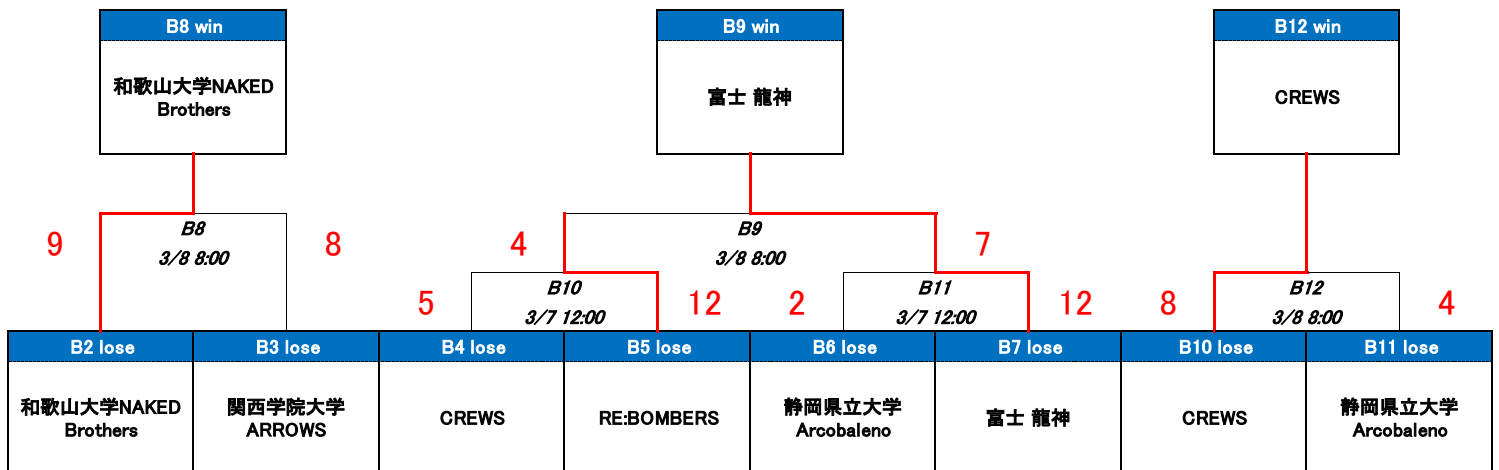 B8 win
B9 win
B12 win
和歌山大学NAKED
Brothers
富士 龍神
CREWS
B8
3/8 8:00
9
8
B9
3/8 8:00
4
7
B10
3/7 12:00
5
12
B11
3/7 12:00
2
12
B12
3/8 8:00
8
4
B2 lose
B3 lose
B4 lose
B5 lose
B6 lose
B7 lose
B10 lose
B11 lose
和歌山大学NAKED
Brothers
関西学院大学
ARROWS
CREWS
RE:BOMBERS
静岡県立大学
Arcobaleno
富士 龍神
CREWS
静岡県立大学
Arcobaleno